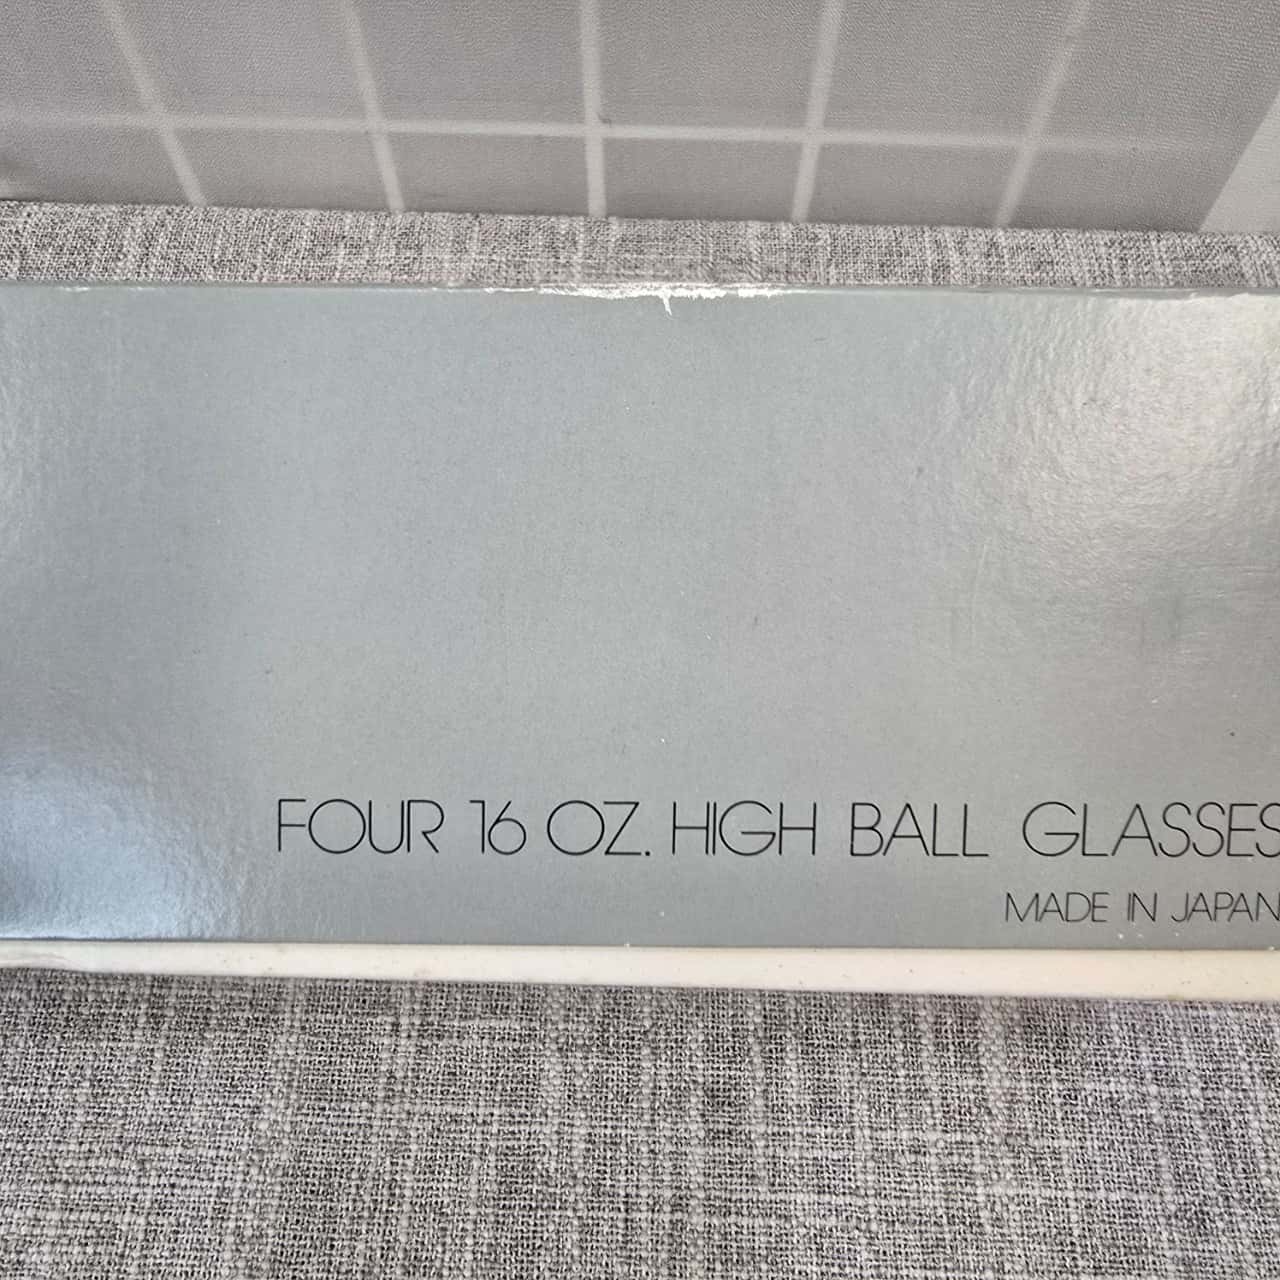 FOUR 16 OZ. HIGH BALL GLASSES
MADE IN JAPAN